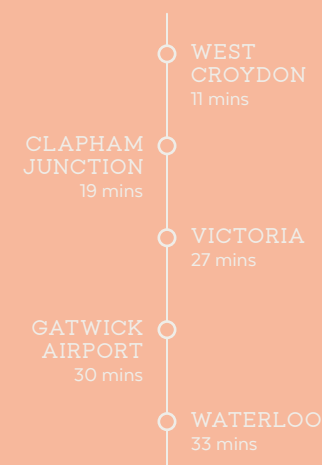 WEST
CROYDON
11 mins
CLAPHAM
JUNCTION
19 mins
VICTORIA
27 mins
GATWICK
AIRPORT
30 mins
WATERLOO
33 mins